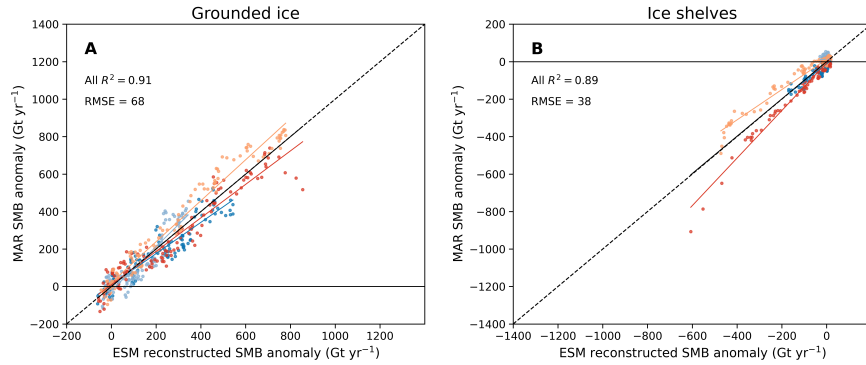 Grounded ice
A
All R² = 0.91
RMSE = 68
1400
1200
1000
800
600
400
200
0
−200
−200 0 200 400 600 800 1000 1200
MAR SMB anomaly (Gt yr⁻¹)
ESM reconstructed SMB anomaly (Gt yr⁻¹)
Ice shelves
B
All R² = 0.89
RMSE = 38
200
0
−200
−400
−600
−800
−1000
−1200
−1400
−1400 −1200 −1000 −800 −600 −400 −200 0
MAR SMB anomaly (Gt yr⁻¹)
ESM reconstructed SMB anomaly (Gt yr⁻¹)